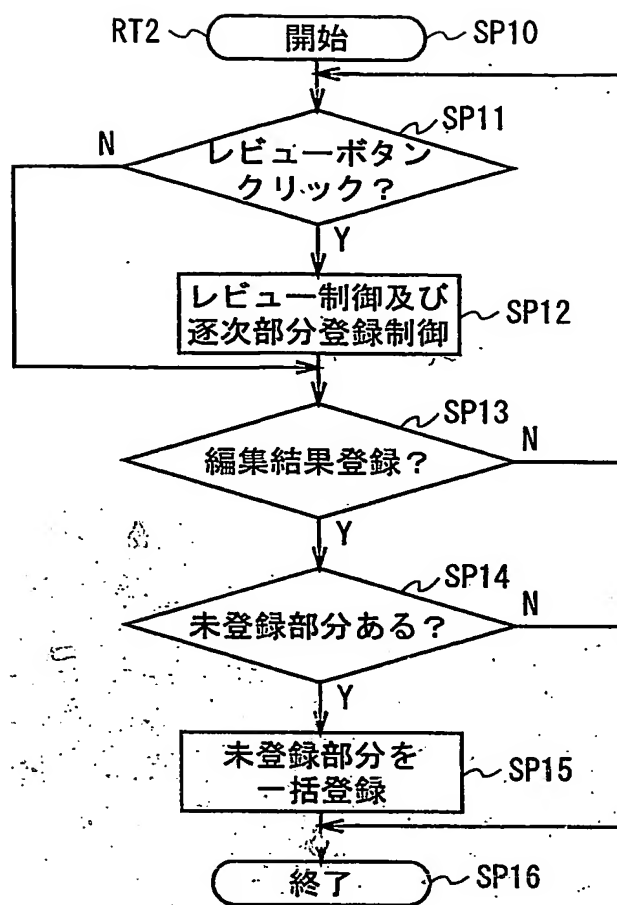 RT2 開始 SP10
SP11
N
レビューボタン
クリック?
Y
レビュー制御及び
逐次部分登録制御
SP12
SP13
編集結果登録?
N
Y
SP14
未登録部分ある?
N
Y
未登録部分を
一括登録
SP15
終了 SP16